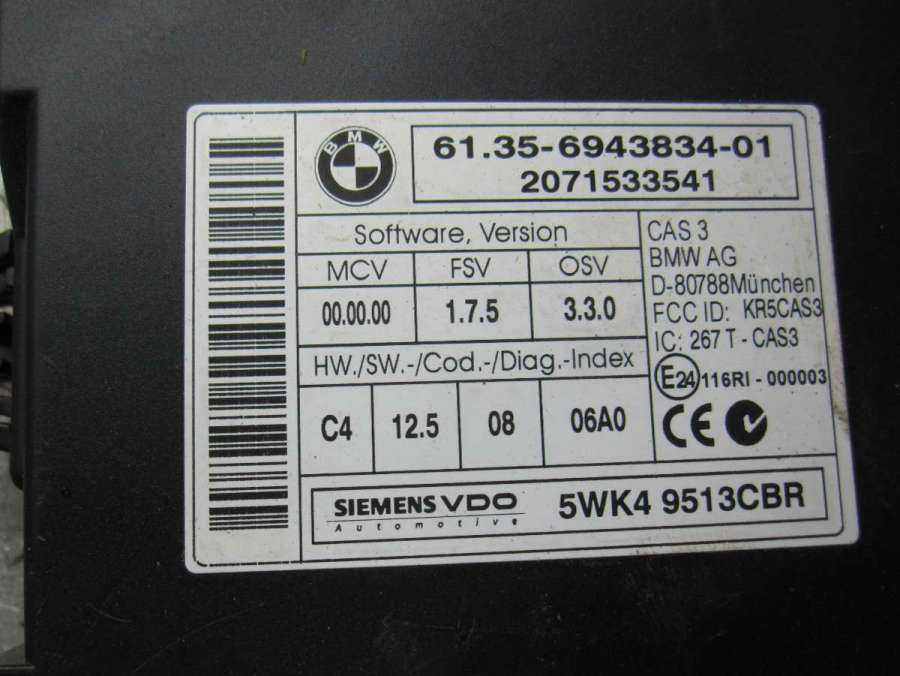 BMW
61.35-6943834-01
2071533541
Software, Version
MCV FSV OSV
00.00.00 1.7.5 3.3.0
HW./SW.-/Cod.-/Diag.-Index
C4 12.5 08 06A0
CAS 3
BMW AG
D-80788München
FCC ID: KR5CAS3
IC: 267 T - CAS3
E24 116RI - 000003
CE
SIEMENS VDO
Automotive
5WK4 9513CBR